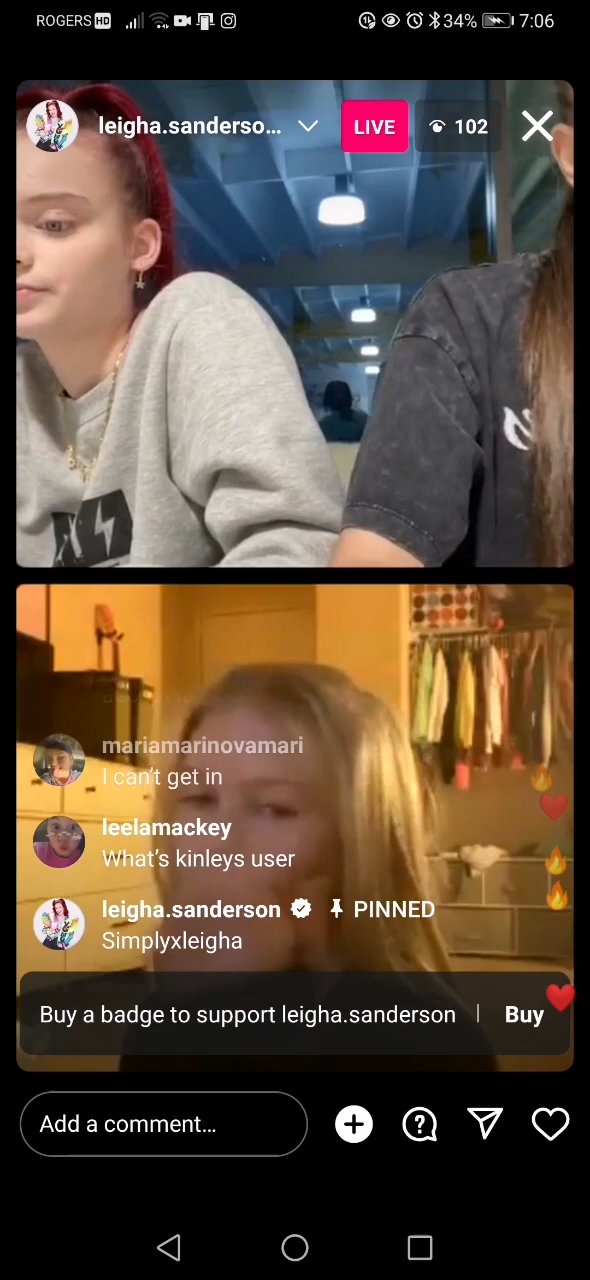 ROGERS HD 34% 7:06
leigha.sanderso... LIVE 102
mariamarinovamari
I can't get in
leelamackey
What's kinleys user
leigha.sanderson PINNED
Simplyxleigha
Buy a badge to support leigha.sanderson | Buy
Add a comment...